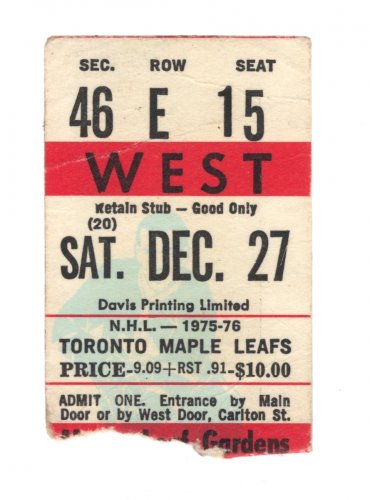 SEC. ROW SEAT
46 E 15
WEST
Retain Stub — Good Only
(20)
SAT. DEC. 27
Davis Printing Limited
N.H.L. — 1975-76
TORONTO MAPLE LEAFS
PRICE-9.09+RST .91-$10.00
ADMIT ONE. Entrance by Main
Door or by West Door, Carlton St.
Gardens